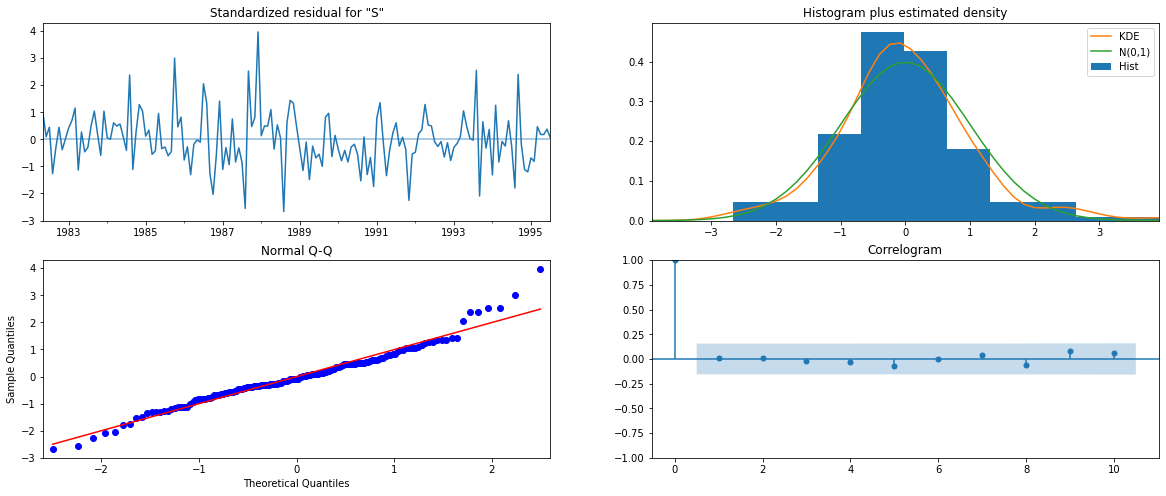 Standardized residual for "S"
4
3
2
1
0
−1
−2
−3
1983 1985 1987 1989 1991 1993 1995
Histogram plus estimated density
KDE
N(0,1)
Hist
0.4
0.3
0.2
0.1
0.0
−3 −2 −1 0 1 2 3
Normal Q-Q
Sample Quantiles
4
3
2
1
0
−1
−2
−3
−2 −1 0 1 2
Theoretical Quantiles
Correlogram
1.00
0.75
0.50
0.25
0.00
−0.25
−0.50
−0.75
−1.00
0 2 4 6 8 10